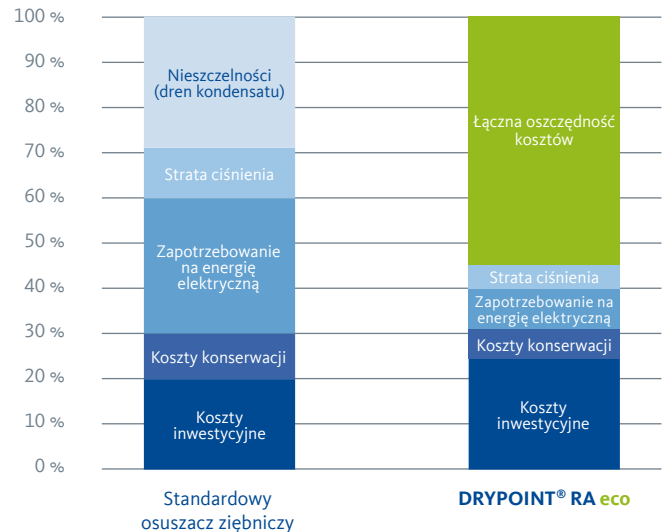 100 %
90 %
80 %
70 %
60 %
50 %
40 %
30 %
20 %
10 %
0 %
Nieszczelności
(dren kondensatu)
Strata ciśnienia
Zapotrzebowanie
na energię
elektryczną
Koszty konserwacji
Koszty
inwestycyjne
Standardowy
osuszacz ziębniczy
Łączna oszczędność
kosztów
Strata ciśnienia
Zapotrzebowanie na
energię elektryczną
Koszty konserwacji
Koszty
inwestycyjne
DRYPOINT® RA eco